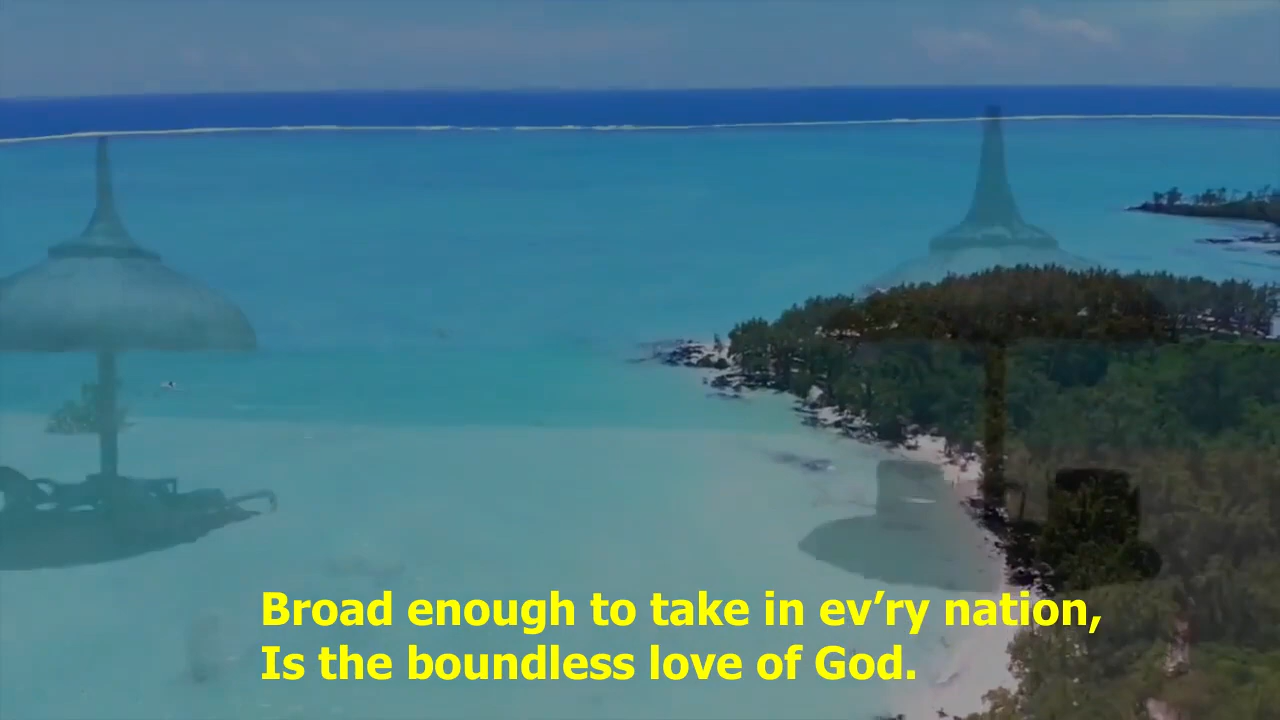 Broad enough to take in ev’ry nation,
Is the boundless love of God.